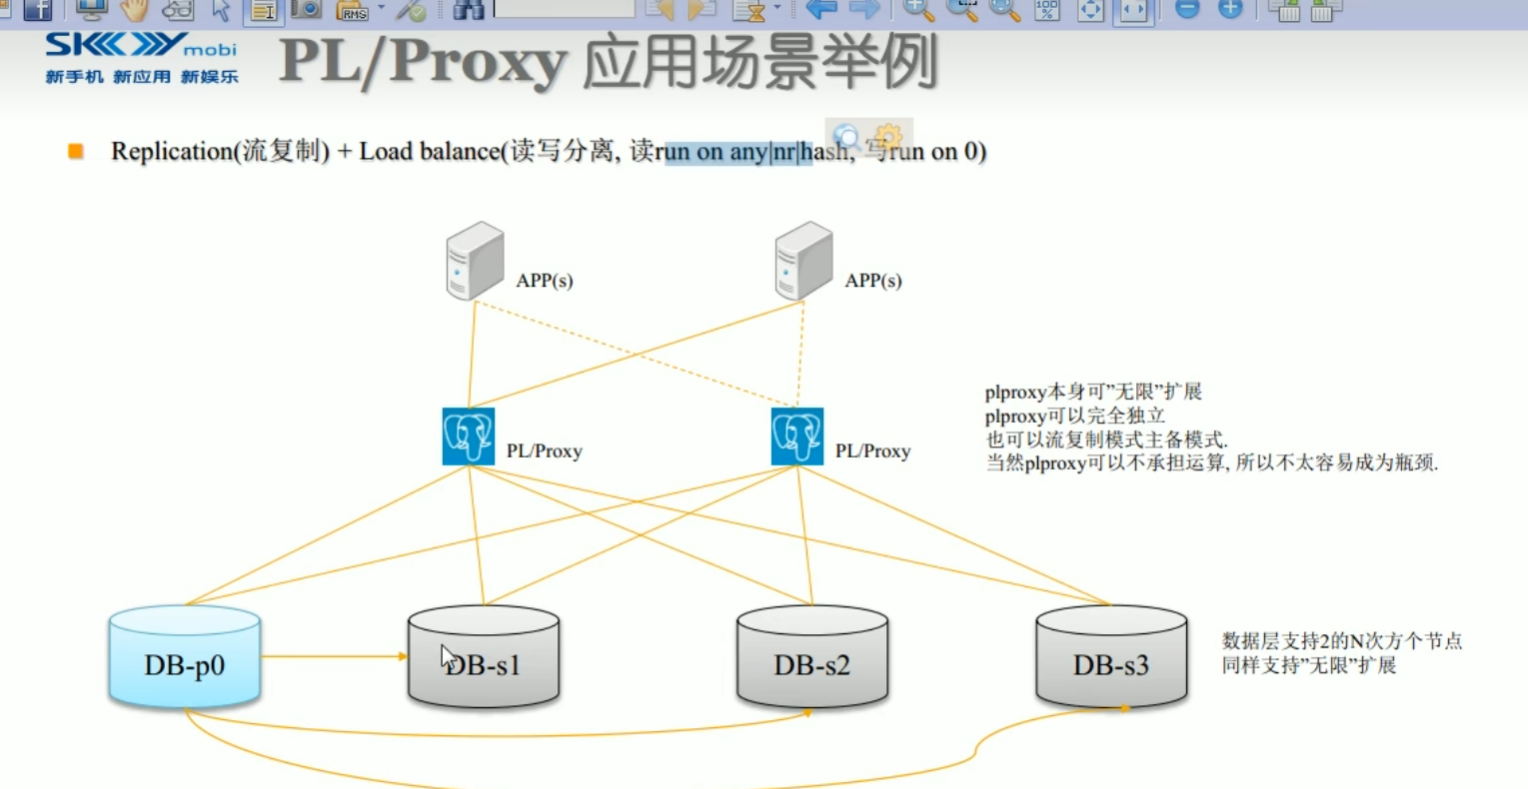 RMS
SKYmobi
新手机 新应用 新娱乐
PL/Proxy 应用场景举例
Replication(流复制) + Load balance(读写分离, 读run on any|nr|hash, 写run on 0)
APP(s)
APP(s)
plproxy本身可”无限”扩展
plproxy可以完全独立
也可以流复制模式主备模式.
当然plproxy可以不承担运算, 所以不太容易成为瓶颈.
PL/Proxy
PL/Proxy
DB-p0
DB-s1
DB-s2
DB-s3
数据层支持2的N次方个节点
同样支持”无限”扩展